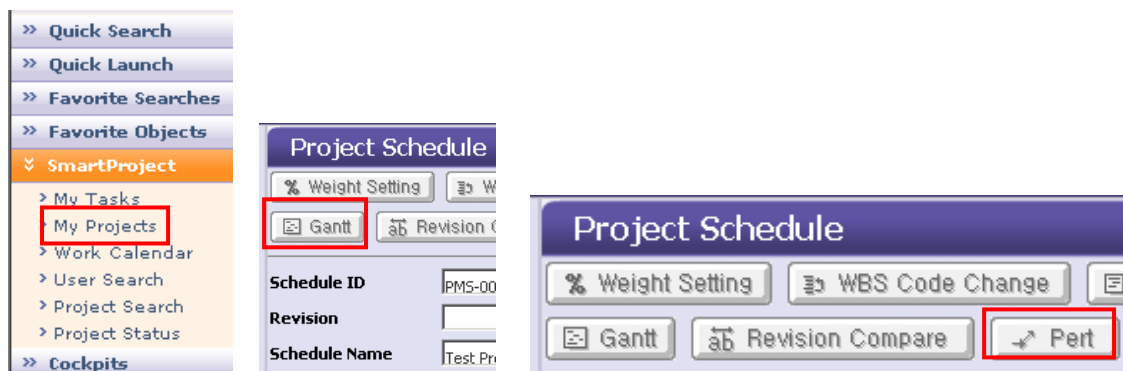 Quick Search
Quick Launch
Favorite Searches
Favorite Objects
SmartProject
My Tasks
My Projects
Work Calendar
User Search
Project Search
Project Status
Cockpits
Project Schedule
% Weight Setting
Gantt
Revision
Schedule ID
PMS-00
Revision
Schedule Name
Test Pr
Project Schedule
% Weight Setting
WBS Code Change
Gantt
Revision Compare
Pert